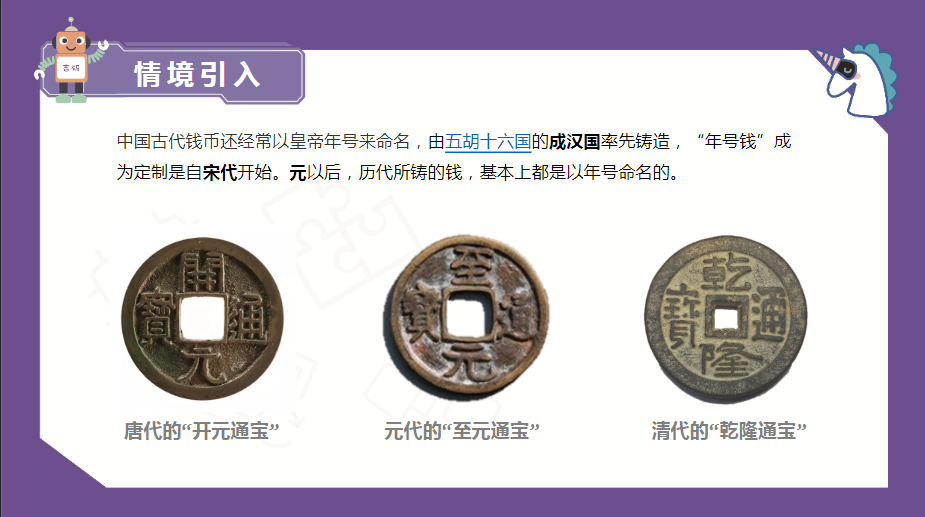 吉明
情境引入
中国古代钱币还经常以皇帝年号来命名，由五胡十六国的成汉国率先铸造，“年号钱”成
为定制是自宋代开始。元以后，历代所铸的钱，基本上都是以年号命名的。
開元通寳
至元通寳
乾隆通寳
唐代的“开元通宝”
元代的“至元通宝”
清代的“乾隆通宝”